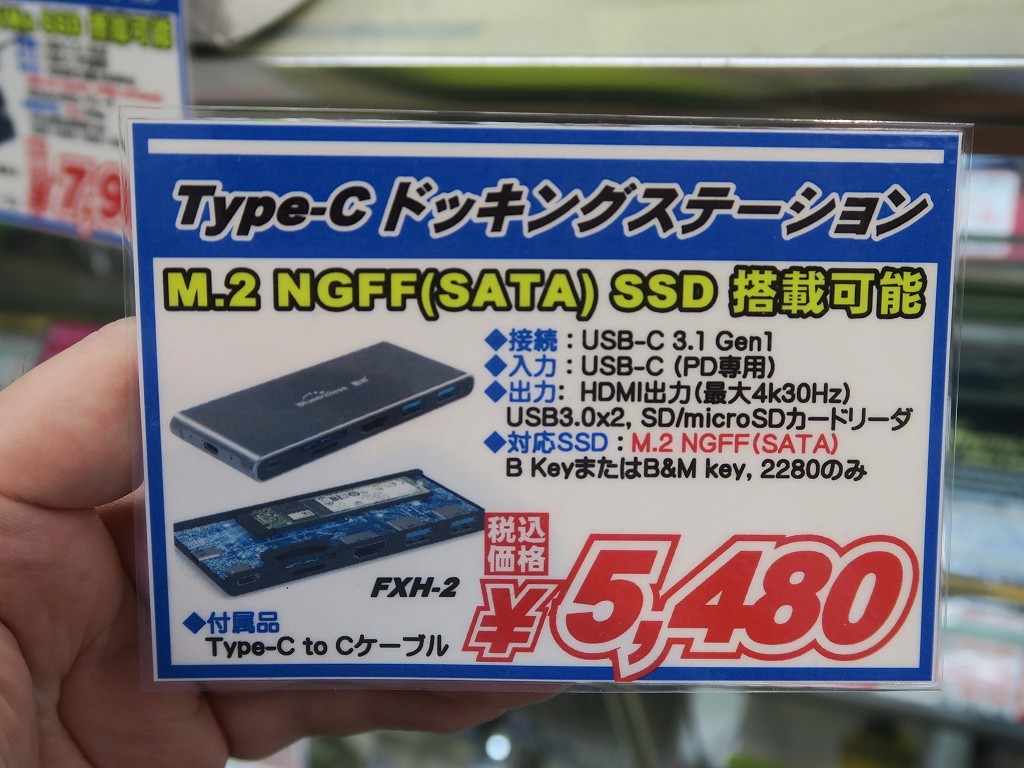 Type-C ドッキングステーション
M.2 NGFF(SATA) SSD 搭載可能
◆接続：USB-C 3.1 Gen1
◆入力：USB-C (PD専用)
◆出力: HDMI出力(最大4k30Hz)
USB3.0x2, SD/microSDカードリーダ
◆対応SSD：M.2 NGFF(SATA)
B KeyまたはB&M key, 2280のみ
FXH-2
◆付属品
Type-C to Cケーブル
税込
価格
¥5,480
SSD 搭載可能